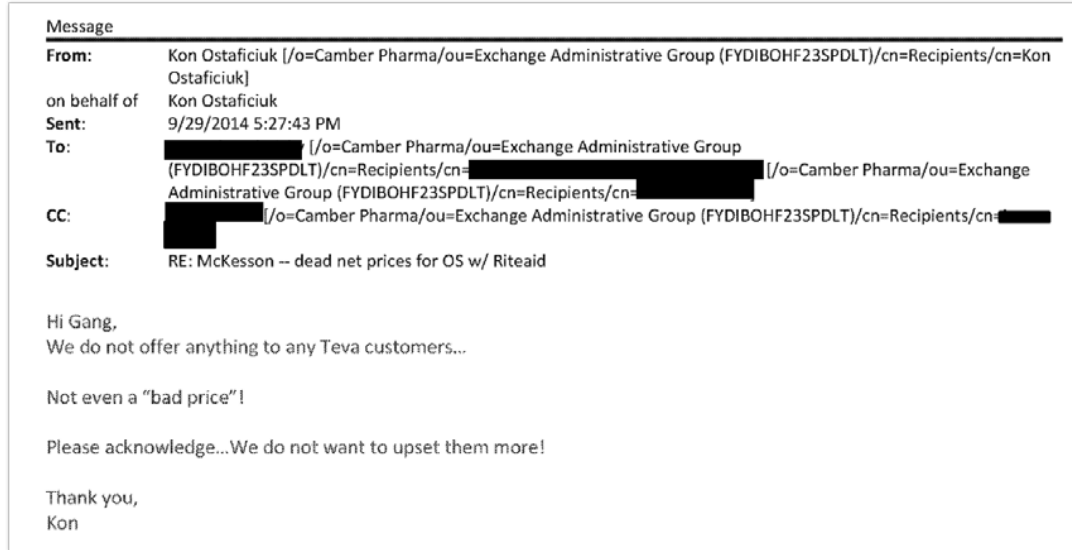 Message
From: Kon Ostaficiuk [/o=Camber Pharma/ou=Exchange Administrative Group (FYDIBOHF23SPDLT)/cn=Recipients/cn=Kon
Ostaficiuk]
on behalf of Kon Ostaficiuk
Sent: 9/29/2014 5:27:43 PM
To: [/o=Camber Pharma/ou=Exchange Administrative Group
(FYDIBOHF23SPDLT)/cn=Recipients/cn= [/o=Camber Pharma/ou=Exchange
Administrative Group (FYDIBOHF23SPDLT)/cn=Recipients/cn= ]
CC: [/o=Camber Pharma/ou=Exchange Administrative Group (FYDIBOHF23SPDLT)/cn=Recipients/cn=
Subject: RE: McKesson -- dead net prices for OS w/ Riteaid
Hi Gang,
We do not offer anything to any Teva customers...
Not even a “bad price”!
Please acknowledge...We do not want to upset them more!
Thank you,
Kon